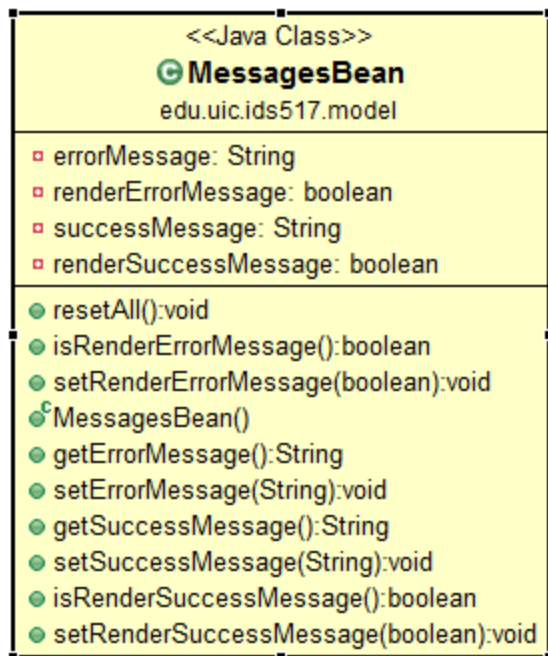 <<Java Class>>
C MessagesBean
edu.uic.ids517.model
errorMessage: String
renderErrorMessage: boolean
successMessage: String
renderSuccessMessage: boolean
resetAll():void
isRenderErrorMessage():boolean
setRenderErrorMessage(boolean):void
c MessagesBean()
getErrorMessage():String
setErrorMessage(String):void
getSuccessMessage():String
setSuccessMessage(String):void
isRenderSuccessMessage():boolean
setRenderSuccessMessage(boolean):void